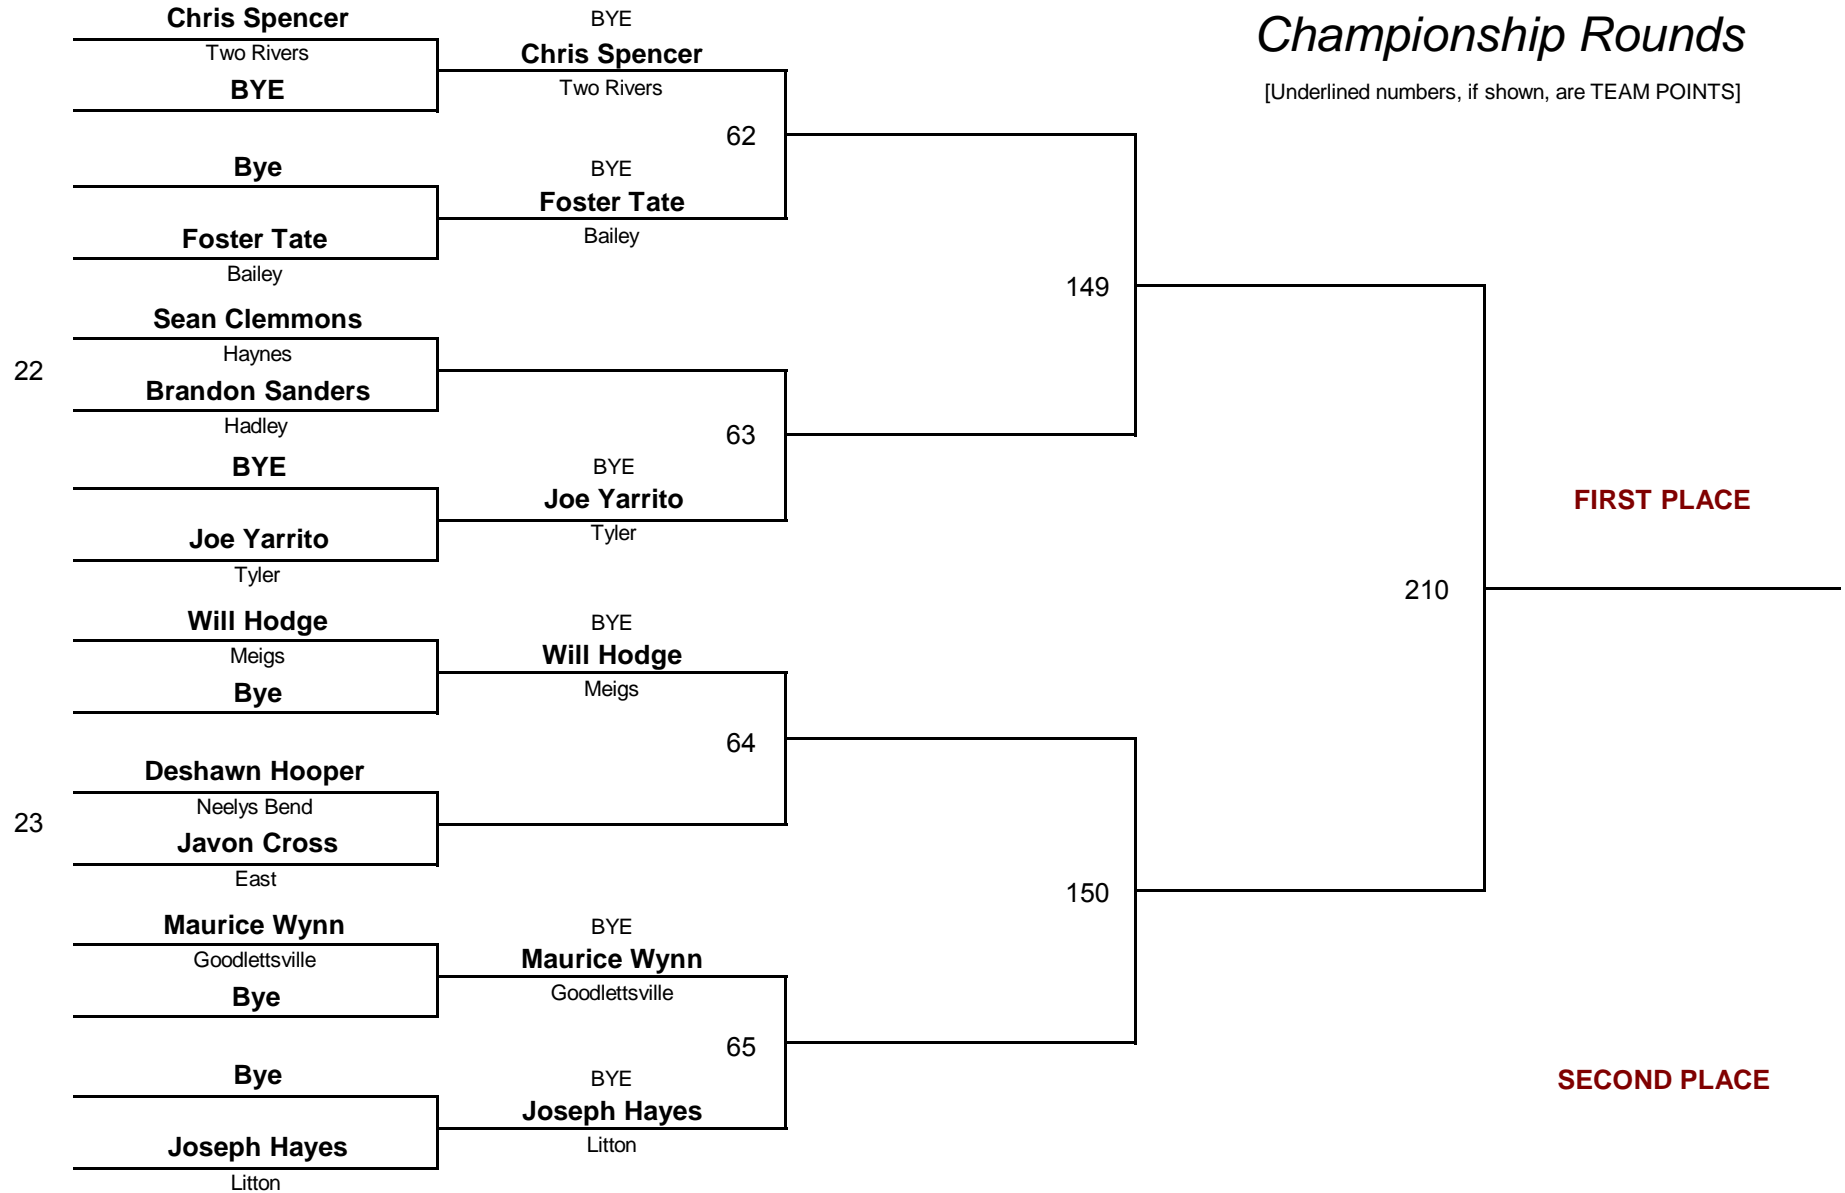 Championship Rounds
[Underlined numbers, if shown, are TEAM POINTS]
Chris Spencer
Two Rivers
BYE
BYE
Chris Spencer
Two Rivers
62
Bye
Foster Tate
Bailey
BYE
Foster Tate
Bailey
149
22
Sean Clemmons
Haynes
Brandon Sanders
Hadley
63
BYE
Joe Yarrito
Tyler
BYE
Joe Yarrito
Tyler
FIRST PLACE
210
Will Hodge
Meigs
Bye
BYE
Will Hodge
Meigs
64
23
Deshawn Hooper
Neelys Bend
Javon Cross
East
150
Maurice Wynn
Goodlettsville
Bye
BYE
Maurice Wynn
Goodlettsville
65
Bye
Joseph Hayes
Litton
BYE
Joseph Hayes
Litton
SECOND PLACE